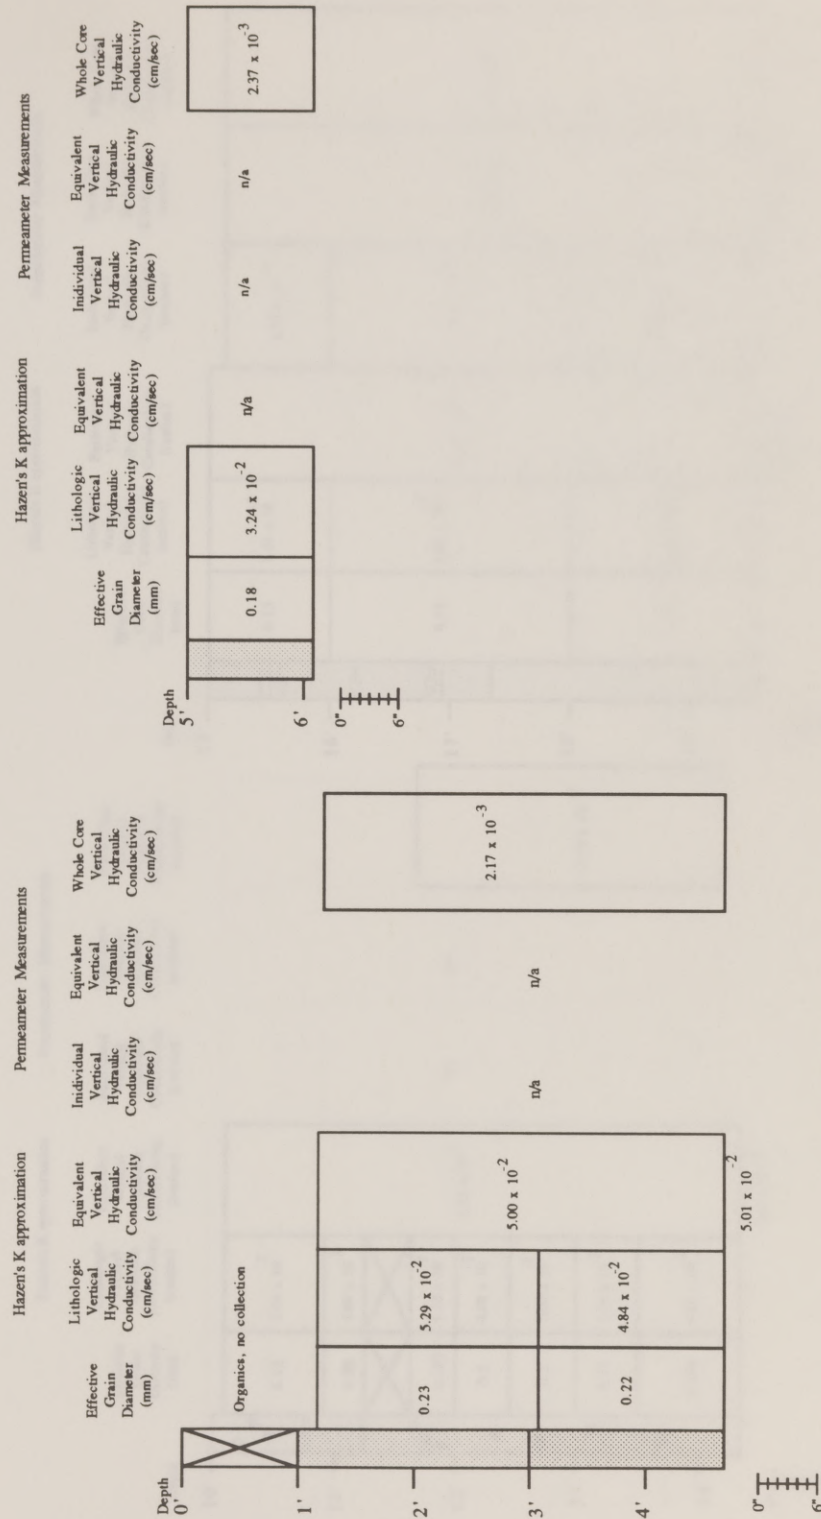 Hazen's K approximation
Permeameter Measurements
Depth
Effective
Grain
Diameter
(mm)
Lithologic
Vertical
Hydraulic
Conductivity
(cm/sec)
Equivalent
Vertical
Hydraulic
Conductivity
(cm/sec)
Inidividual
Vertical
Hydraulic
Conductivity
(cm/sec)
Equivalent
Vertical
Hydraulic
Conductivity
(cm/sec)
Whole Core
Vertical
Hydraulic
Conductivity
(cm/sec)
0'
Organics, no collection
1'
0.23
5.29 x 10^-2
5.00 x 10^-2
n/a
n/a
2.17 x 10^-3
2'
3'
0.22
4.84 x 10^-2
4'
5.01 x 10^-2
0"
6"
Hazen's K approximation
Permeameter Measurements
Depth
Effective
Grain
Diameter
(mm)
Lithologic
Vertical
Hydraulic
Conductivity
(cm/sec)
Equivalent
Vertical
Hydraulic
Conductivity
(cm/sec)
Inidividual
Vertical
Hydraulic
Conductivity
(cm/sec)
Equivalent
Vertical
Hydraulic
Conductivity
(cm/sec)
Whole Core
Vertical
Hydraulic
Conductivity
(cm/sec)
5'
0.18
3.24 x 10^-2
n/a
n/a
n/a
2.37 x 10^-3
6'
0"
6"